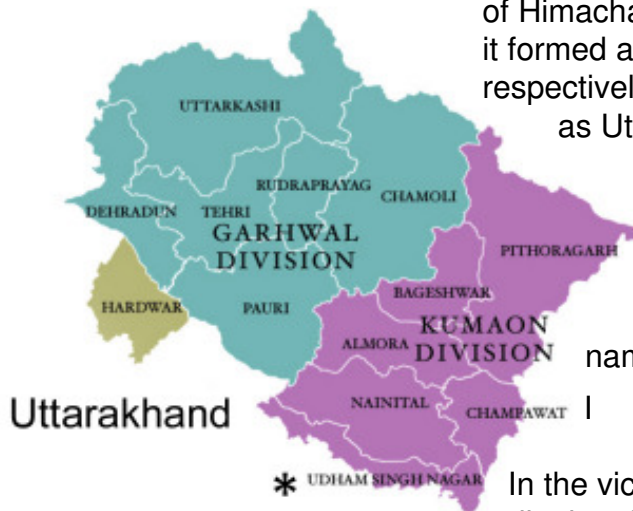 of Himacha
it formed a
respectivel
as Ut
UTTARKASHI
RUDRAPRAYAG
CHAMOLI
DEHRADUN
TEHRI
GARHWAL
DIVISION
PITHORAGARH
HARDWAR
PAURI
BAGESHWAR
KUMAON
DIVISION
ALMORA
nam
NAINITAL
CHAMPAWAT
I
Uttarakhand
* UDHAM SINGH NAGAR
In the vic